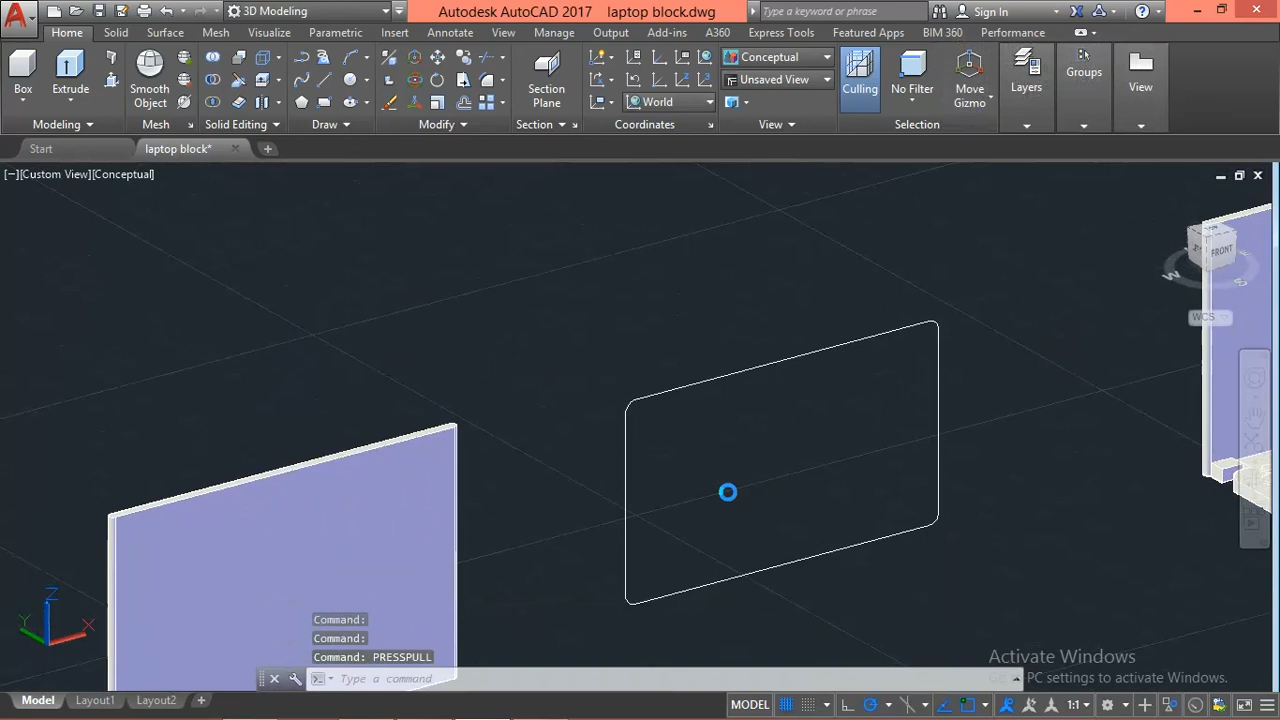 3D Modeling
Autodesk AutoCAD 2017 laptop block.dwg
Type a keyword or phrase
Sign In
Home Solid Surface Mesh Visualize Parametric Insert Annotate View Manage Output Add-ins A360 Express Tools Featured Apps BIM 360 Performance
Box
Extrude
Smooth Object
Section Plane
Conceptual
Unsaved View
World
Culling
No Filter
Move Gizmo
Layers
Groups
View
Modeling Mesh Solid Editing Draw Modify Section Coordinates View Selection
Start laptop block*
[−][Custom View][Conceptual]
FRONT
W
S
WCS
Z
Y
X
Command:
Command:
Command: PRESSPULL
Type a command
Activate Windows
Go to PC settings to activate Windows.
Model Layout1 Layout2
MODEL
1:1